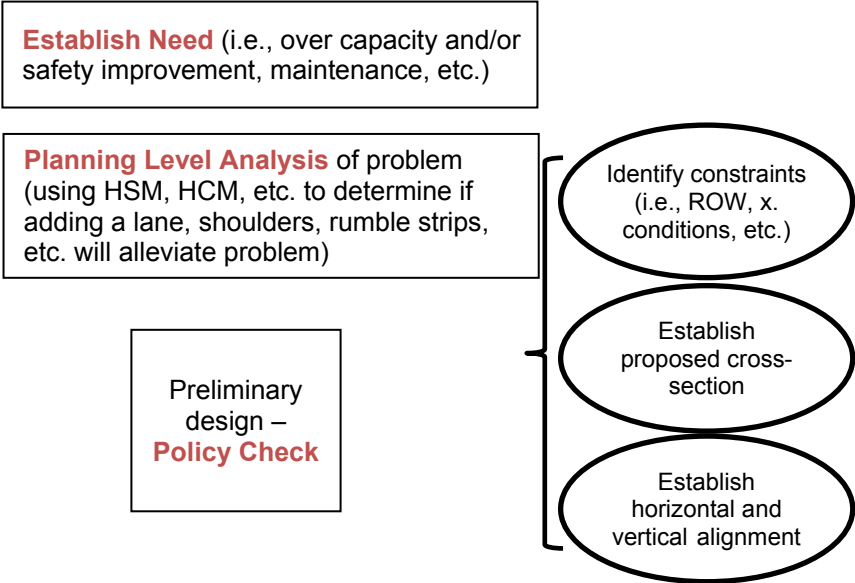 Establish Need (i.e., over capacity and/or
safety improvement, maintenance, etc.)
Planning Level Analysis of problem
(using HSM, HCM, etc. to determine if
adding a lane, shoulders, rumble strips,
etc. will alleviate problem)
Preliminary
design –
Policy Check
Identify constraints
(i.e., ROW, x.
conditions, etc.)
Establish
proposed cross-
section
Establish
horizontal and
vertical alignment